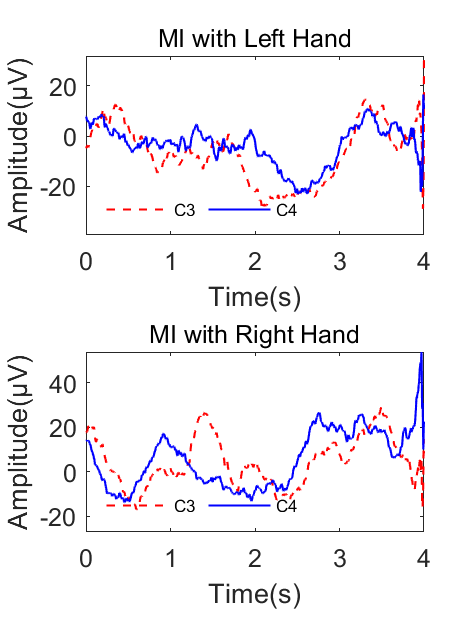 MI with Left Hand
Amplitude(μV)
20
0
-20
C3 C4
0 1 2 3 4
Time(s)
MI with Right Hand
Amplitude(μV)
40
20
0
-20
C3 C4
0 1 2 3 4
Time(s)